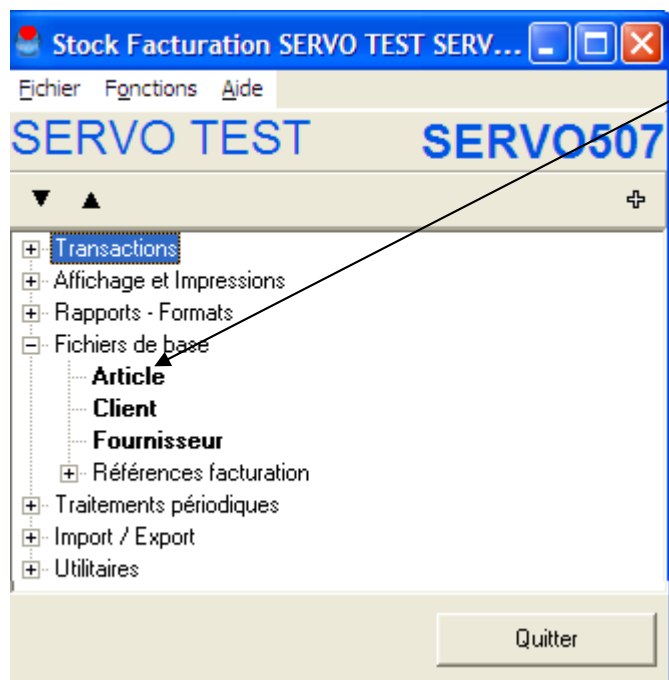 Stock Facturation SERVO TEST SERV...
Fichier Fonctions Aide
SERVO TEST SERVO507
Transactions
Affichage et Impressions
Rapports - Formats
Fichiers de base
Article
Client
Fournisseur
Références facturation
Traitements périodiques
Import / Export
Utilitaires
Quitter